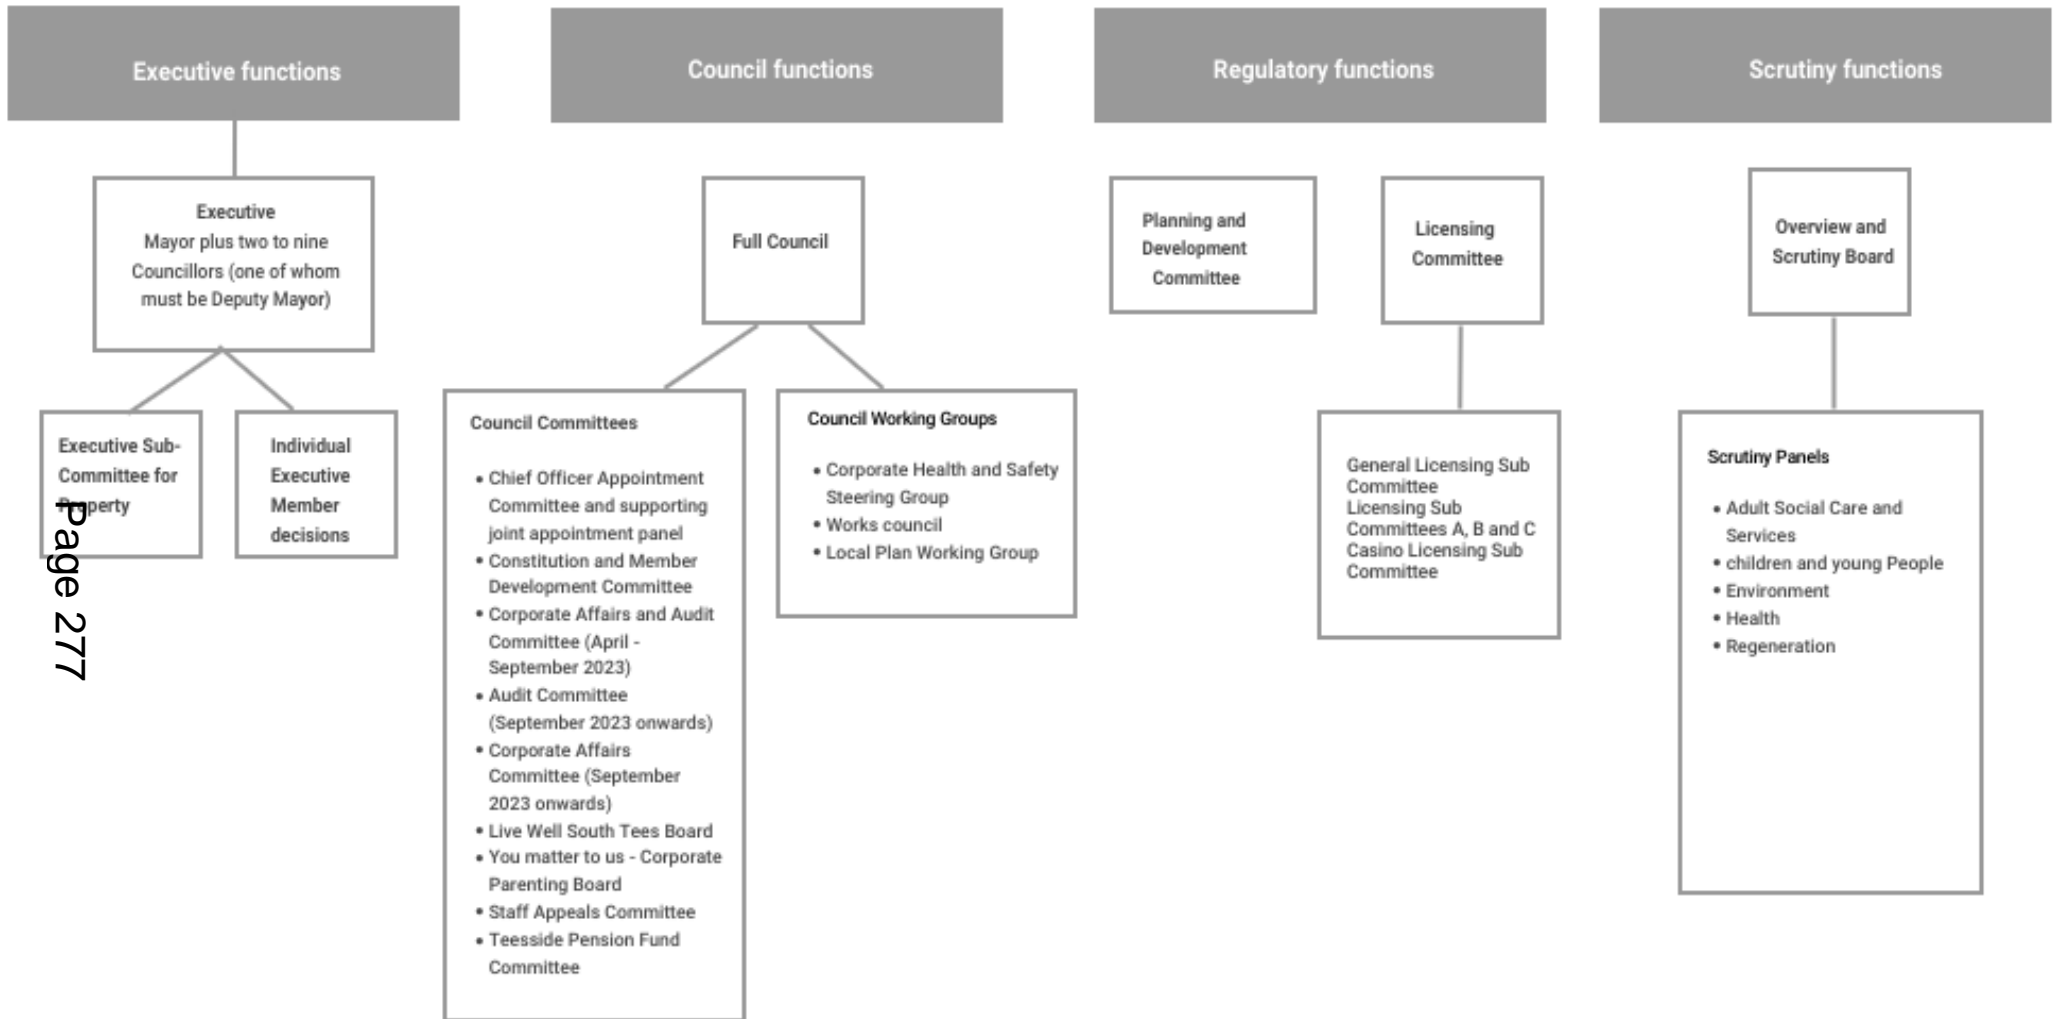 Executive functions
Council functions
Regulatory functions
Scrutiny functions
Executive
Mayor plus two to nine
Councillors (one of whom
must be Deputy Mayor)
Executive Sub-
Committee for
Property
Individual
Executive
Member
decisions
Full Council
Council Committees
• Chief Officer Appointment
Committee and supporting
joint appointment panel
• Constitution and Member
Development Committee
• Corporate Affairs and Audit
Committee (April -
September 2023)
• Audit Committee
(September 2023 onwards)
• Corporate Affairs
Committee (September
2023 onwards)
• Live Well South Tees Board
• You matter to us - Corporate
Parenting Board
• Staff Appeals Committee
• Teesside Pension Fund
Committee
Council Working Groups
• Corporate Health and Safety
Steering Group
• Works council
• Local Plan Working Group
Planning and
Development
Committee
Licensing
Committee
General Licensing Sub
Committee
Licensing Sub
Committees A, B and C
Casino Licensing Sub
Committee
Overview and
Scrutiny Board
Scrutiny Panels
• Adult Social Care and
Services
• children and young People
• Environment
• Health
• Regeneration
Page 277